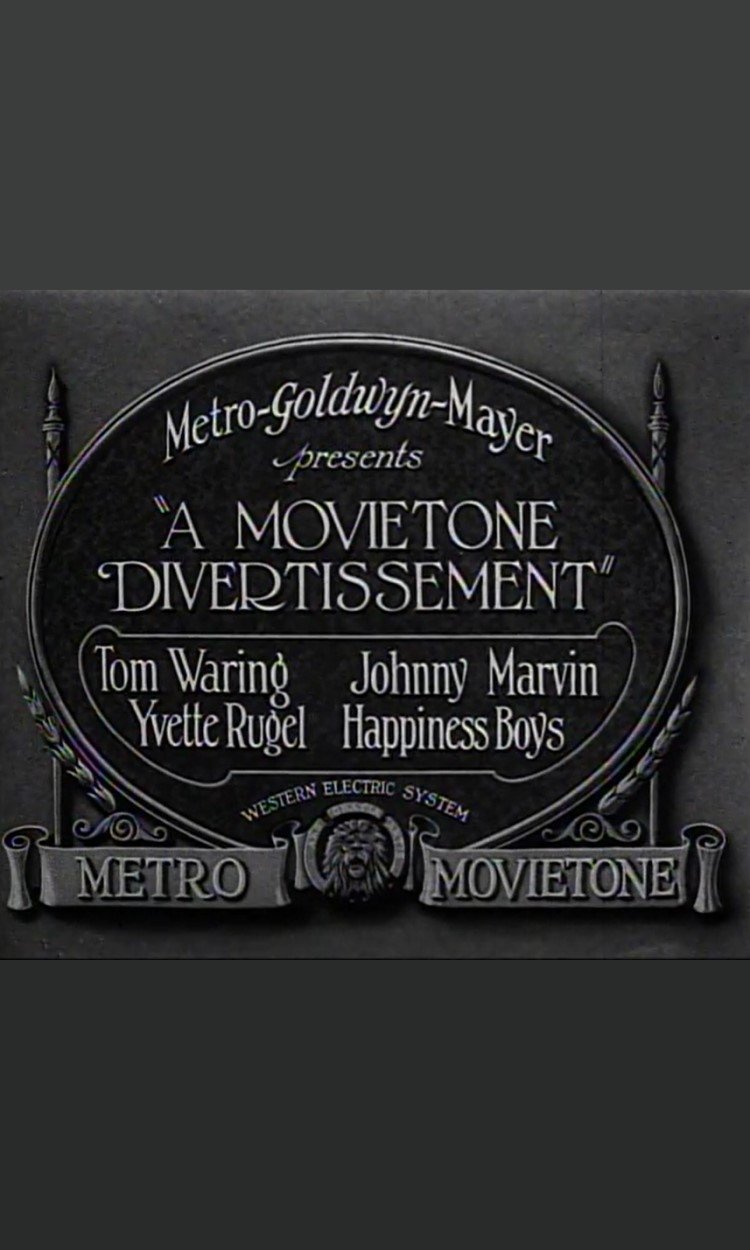 Metro-Goldwyn-Mayer
presents
"A MOVIETONE
DIVERTISSEMENT"
Tom Waring Johnny Marvin
Yvette Rugel Happiness Boys
WESTERN ELECTRIC SYSTEM
METRO MOVIETONE